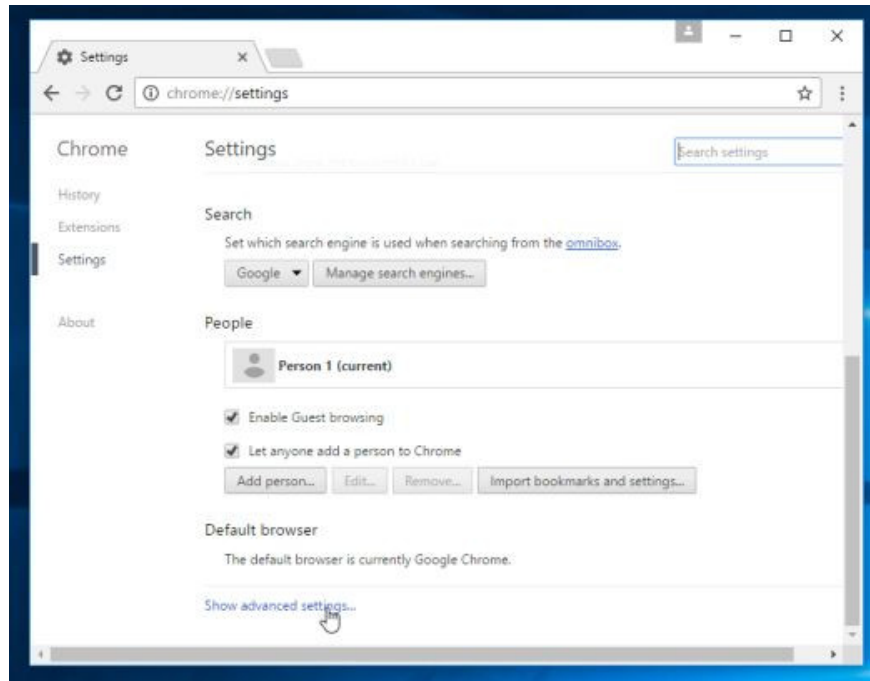 Settings
chrome://settings
Chrome
Settings
Search settings
History
Extensions
Settings
About
Search
Set which search engine is used when searching from the omnibox.
Google
Manage search engines...
People
Person 1 (current)
Enable Guest browsing
Let anyone add a person to Chrome
Add person...
Edit...
Remove...
Import bookmarks and settings...
Default browser
The default browser is currently Google Chrome.
Show advanced settings...